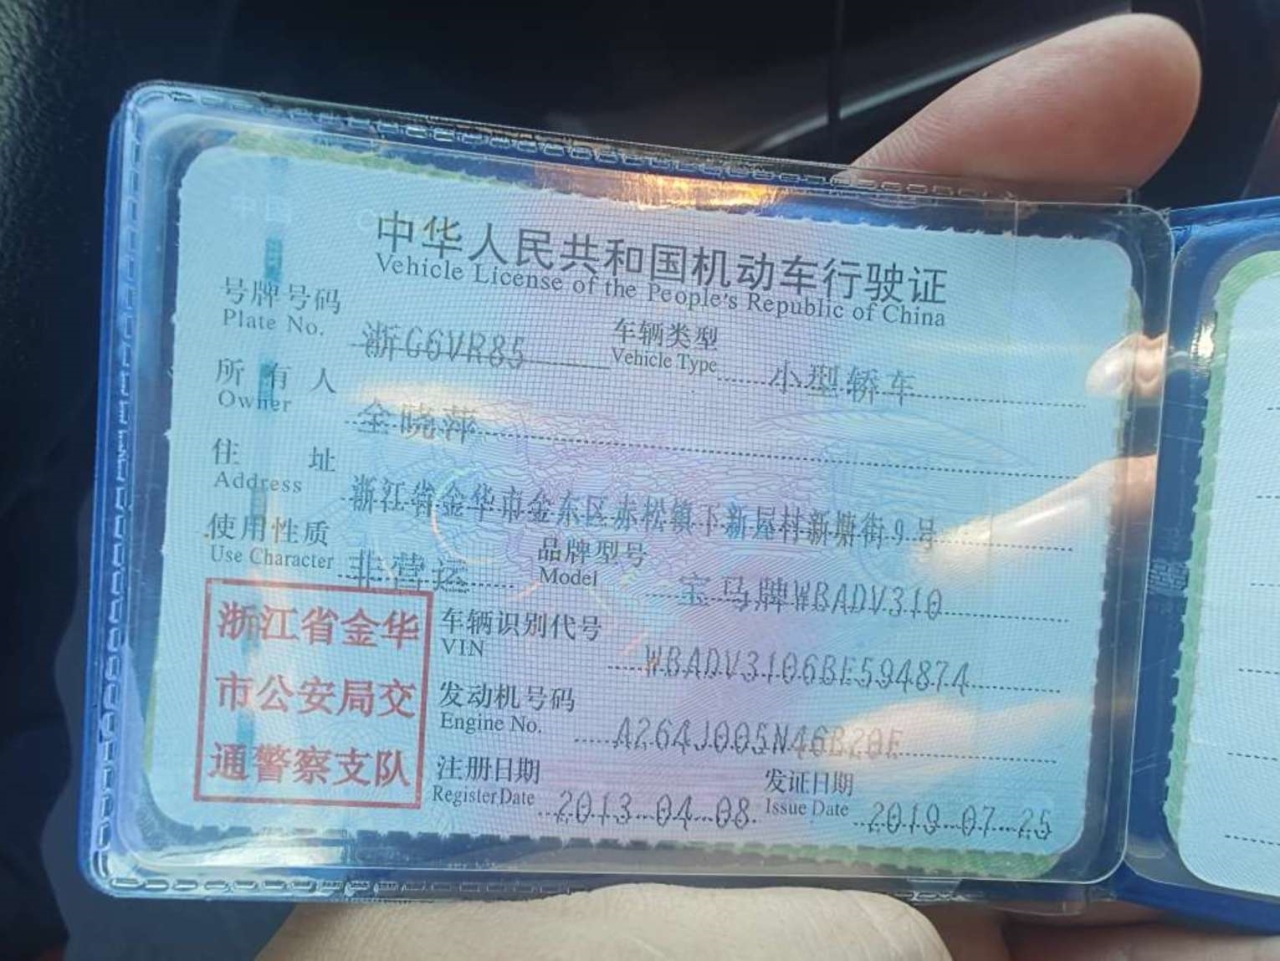 中华人民共和国机动车行驶证
Vehicle License of the People's Republic of China
号牌号码 浙G6VR85 车辆类型 小型轿车
Plate No. Vehicle Type
所有人 全晓萍
Owner
住址 浙江省金华市金东区赤松镇下新屋村新塘街9号
Address
使用性质 非营运 品牌型号 宝马牌WBADV310
Use Character Model
浙江省金华
市公安局交
通警察支队
车辆识别代号 WBADV3106BE594874
VIN
发动机号码 A264J005N46B20E
Engine No.
注册日期 2013-04-08 发证日期 2019-07-25
Register Date Issue Date